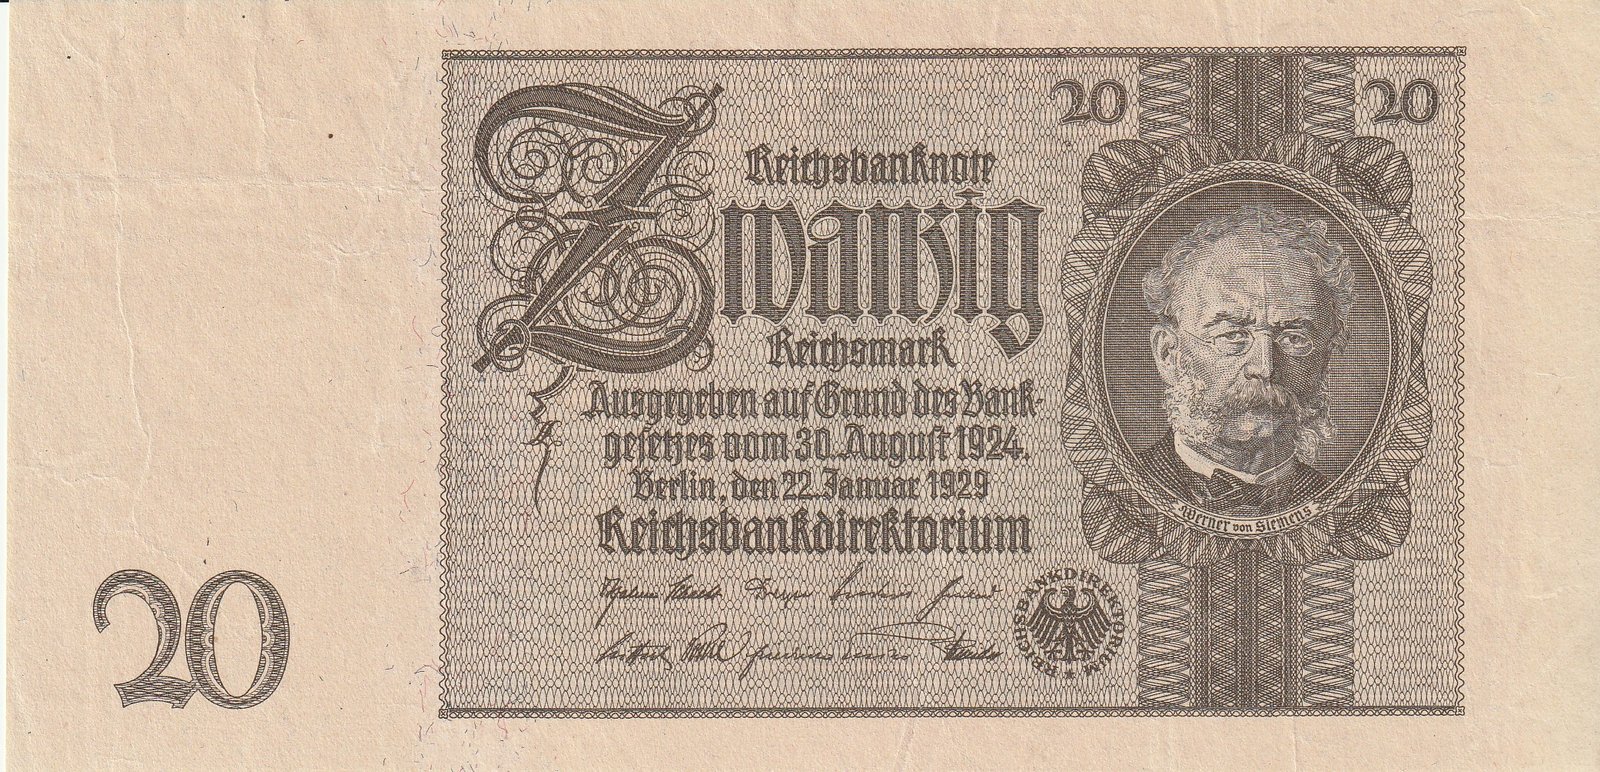 20
20
Reichsbanknote
Zwanzig
Reichsmark
Ausgegeben auf Grund des Bank-
gesetzes vom 30. August 1924.
Berlin, den 22. Januar 1929
Reichsbankdirektorium
Werner von Siemens
REICHSBANKDIREKTORIUM
20